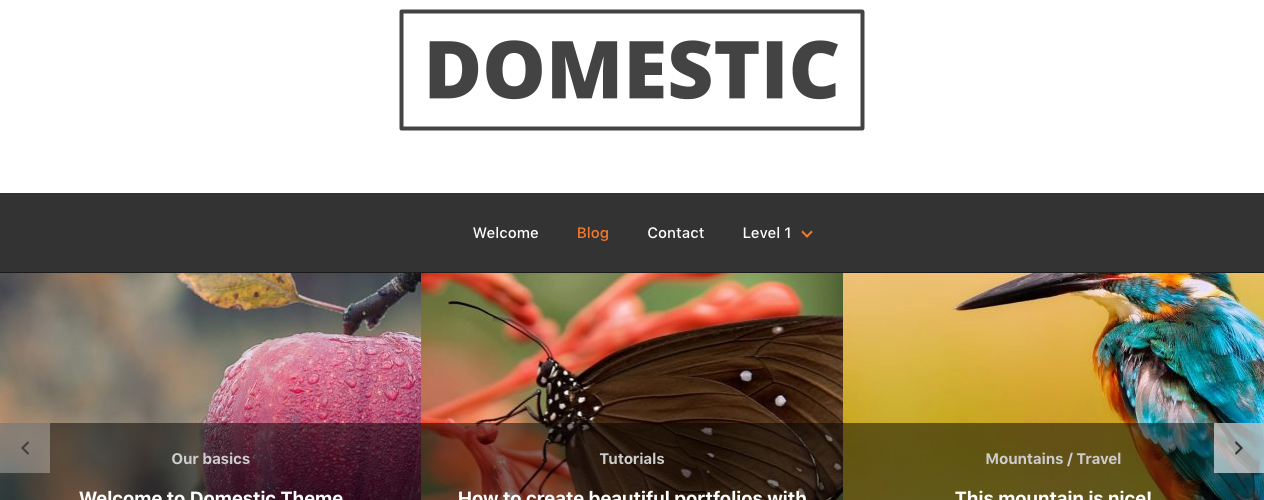 DOMESTIC
Welcome Blog Contact Level 1
Our basics
Tutorials
Mountains / Travel
Welcome to Domestic Theme
How to create beautiful portfolios with
This mountain is nice!